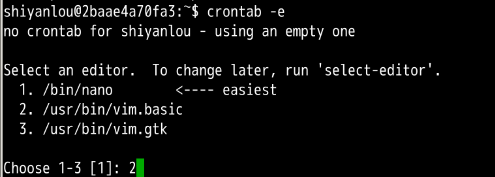 shiyanlou@2baae4a70fa3:~$ crontab -e
no crontab for shiyanlou - using an empty one
Select an editor.  To change later, run 'select-editor'.
  1. /bin/nano        <---- easiest
  2. /usr/bin/vim.basic
  3. /usr/bin/vim.gtk
Choose 1-3 [1]: 2